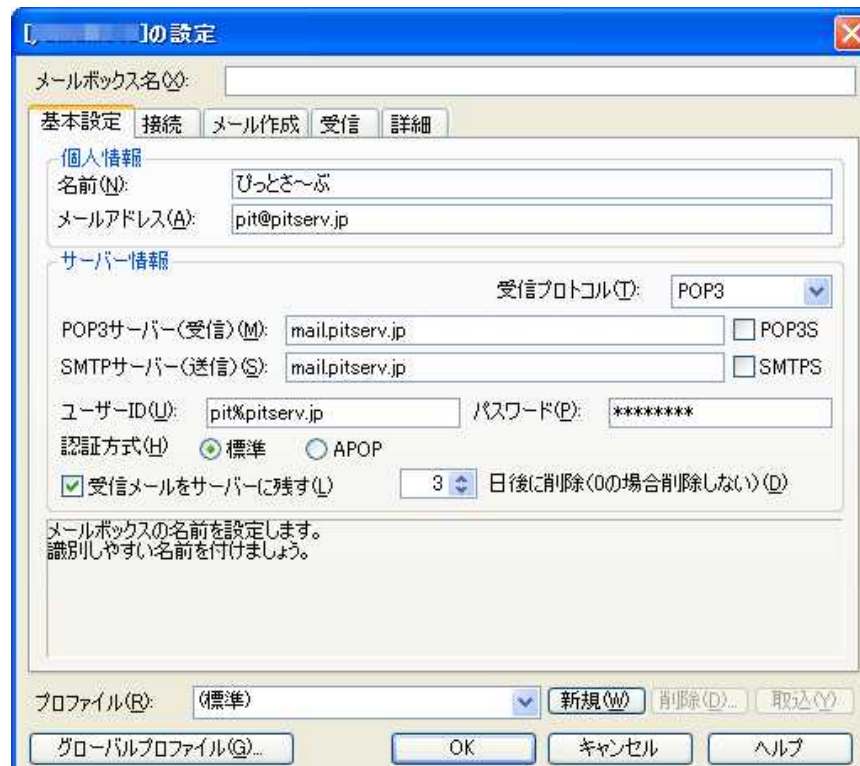 [ ]の設定
メールボックス名(X):
基本設定 接続 メール作成 受信 詳細
個人情報
名前(N): ぴっとさ~ぶ
メールアドレス(A): pit@pitserv.jp
サーバー情報
受信プロトコル(T): POP3
POP3サーバー(受信)(M): mail.pitserv.jp POP3S
SMTPサーバー(送信)(S): mail.pitserv.jp SMTPS
ユーザーID(U): pit%pitserv.jp パスワード(P): ********
認証方式(H) 標準 APOP
受信メールをサーバーに残す(L) 3 日後に削除(0の場合削除しない)(D)
メールボックスの名前を設定します。
識別しやすい名前を付けましょう。
プロファイル(R): (標準) 新規(W) 削除(D)... 取込(Y)
グローバルプロファイル(G)... OK キャンセル ヘルプ